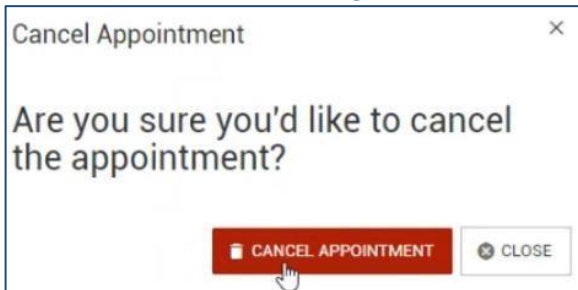 Cancel Appointment
Are you sure you'd like to cancel
the appointment?
CANCEL APPOINTMENT
CLOSE